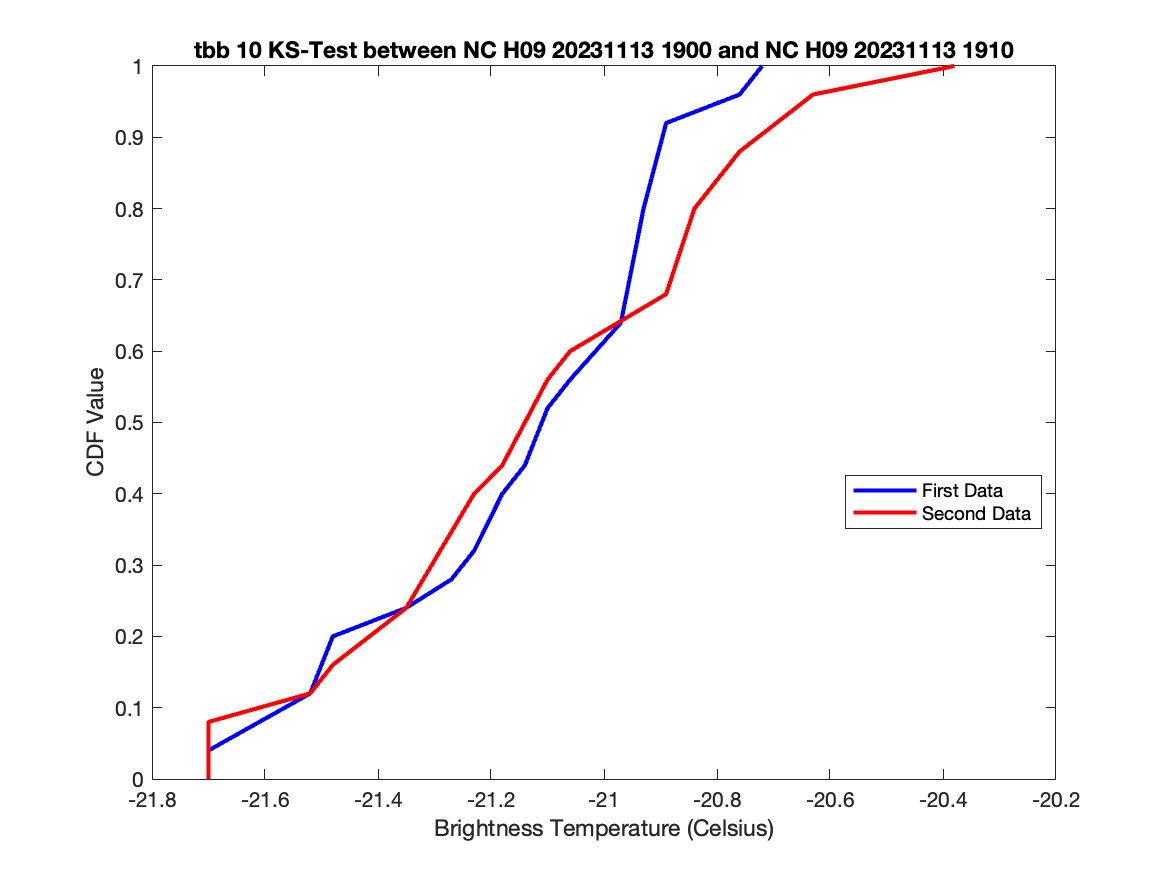 tbb 10 KS-Test between NC H09 20231113 1900 and NC H09 20231113 1910
1
0.9
0.8
0.7
0.6
0.5
0.4
0.3
0.2
0.1
0
CDF Value
First Data
Second Data
-21.8 -21.6 -21.4 -21.2 -21 -20.8 -20.6 -20.4 -20.2
Brightness Temperature (Celsius)